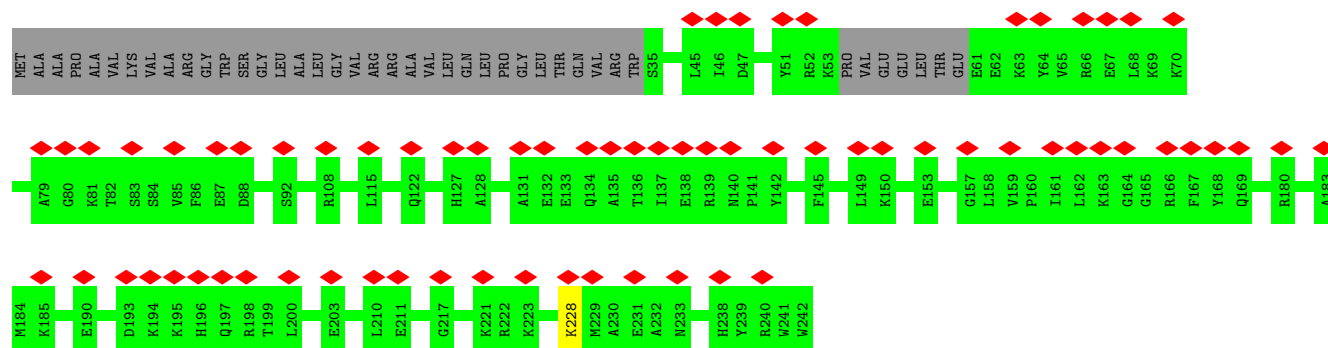 MET ALA ALA PRO ALA VAL LYS VAL ALA ARG GLY TRP SER GLY LEU ALA LEU GLY VAL ARG ARG ALA VAL LEU GLN LEU PRO GLY LEU THR GLN VAL ARG TRP S35 L45 I46 D47 Y51 R52 K53 PRO VAL GLU GLU LEU THR GLU E61 E62 K63 Y64 V65 R66 E67 L68 K69 K70
A79 G80 K81 T82 S83 S84 V85 F86 E87 D88 S92 R108 L115 Q122 H127 A128 A131 E132 E133 Q134 A135 T136 I137 E138 R139 N140 P141 Y142 F145 L149 K150 E153 G157 L158 V159 P160 I161 L162 K163 G164 G165 R166 F167 Y168 Q169 R180 A183
M184 K185 E190 D193 K194 K195 H196 Q197 R198 T199 L200 E203 L210 E211 G217 K221 R222 K223 K228 M229 A230 E231 A232 N233 H238 Y239 R240 W241 W242